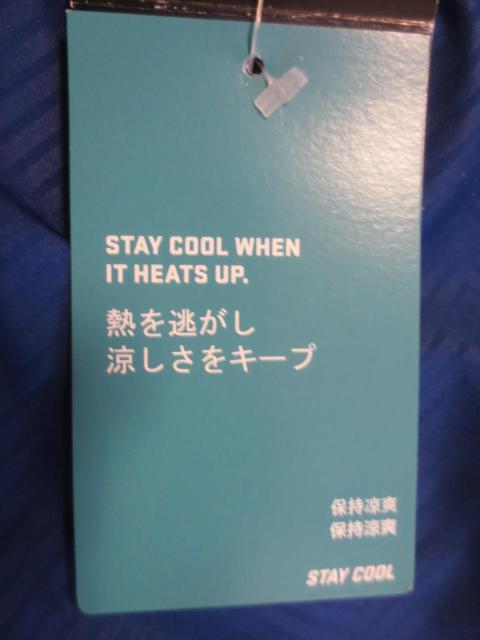 STAY COOL WHEN
IT HEATS UP.
熱を逃がし
涼しさをキープ
保持凉爽
保持涼爽
STAY COOL